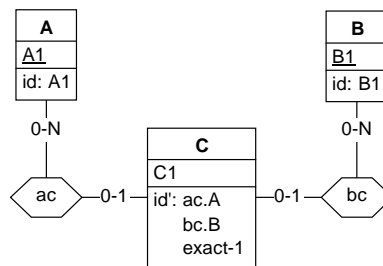 A
A1
id: A1
B
B1
id: B1
0-N
0-N
C
C1
id': ac.A
bc.B
exact-1
ac
0-1
0-1
bc